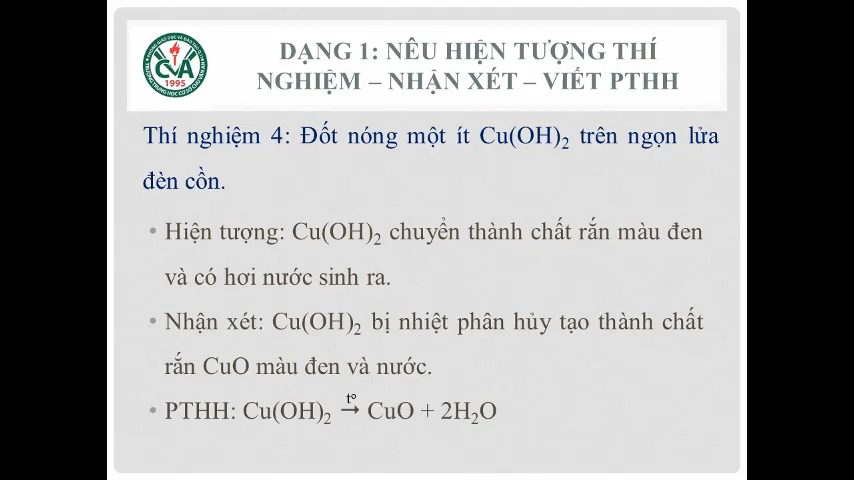 DẠNG 1: NÊU HIỆN TƯỢNG THÍ
NGHIỆM – NHẬN XÉT – VIẾT PTHH
CVA
1995
Thí nghiệm 4: Đốt nóng một ít Cu(OH)₂ trên ngọn lửa
đèn cồn.
• Hiện tượng: Cu(OH)₂ chuyển thành chất rắn màu đen
và có hơi nước sinh ra.
• Nhận xét: Cu(OH)₂ bị nhiệt phân hủy tạo thành chất
rắn CuO màu đen và nước.
• PTHH: Cu(OH)₂ →(t°) CuO + 2H₂O